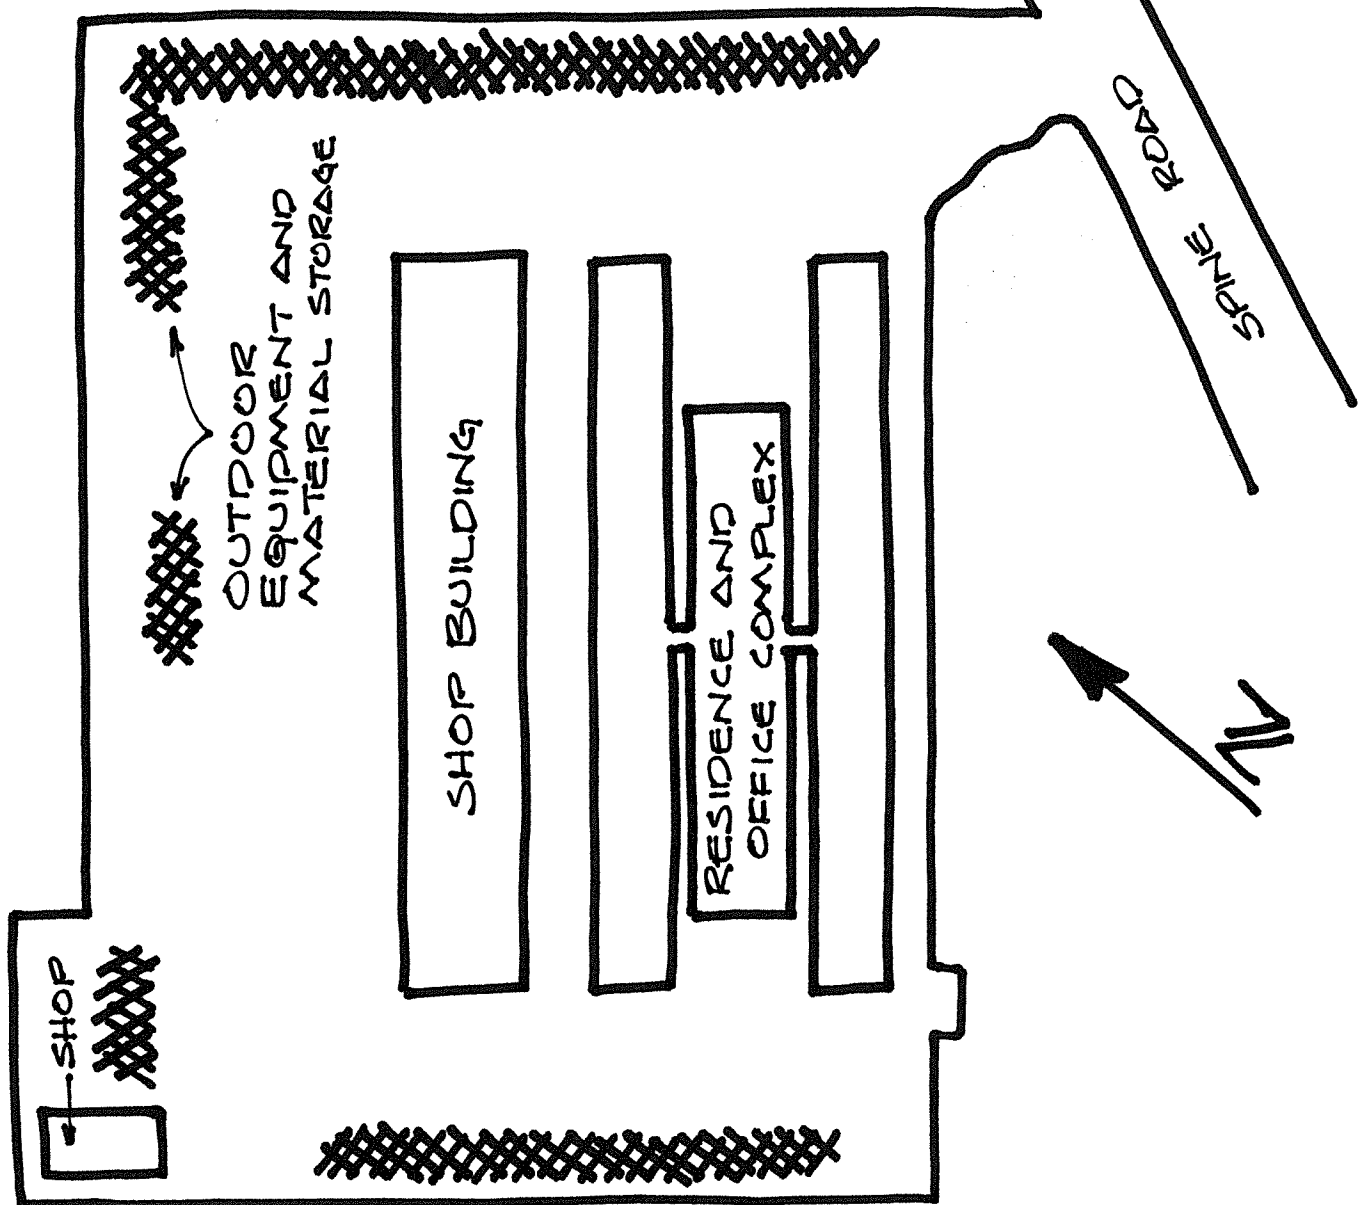 SHOP
OUTDOOR
EQUIPMENT AND
MATERIAL STORAGE
SHOP BUILDING
RESIDENCE AND
OFFICE COMPLEX
SPINE ROAD
N